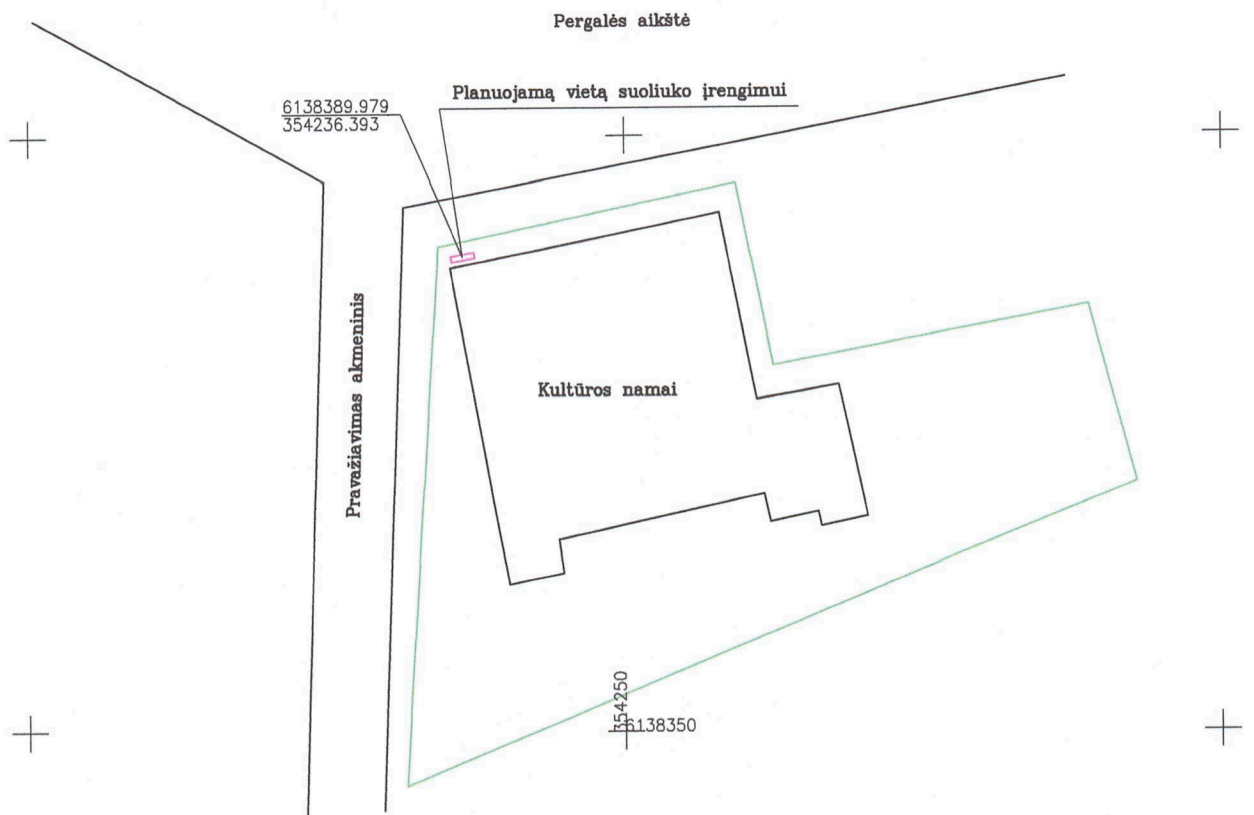 Pergalės aikštė
Planuojamą vietą suoliuko įrengimui
6138389.979
354236.393
Pravažiavimas akmeninis
Kultūros namai
354250
6138350